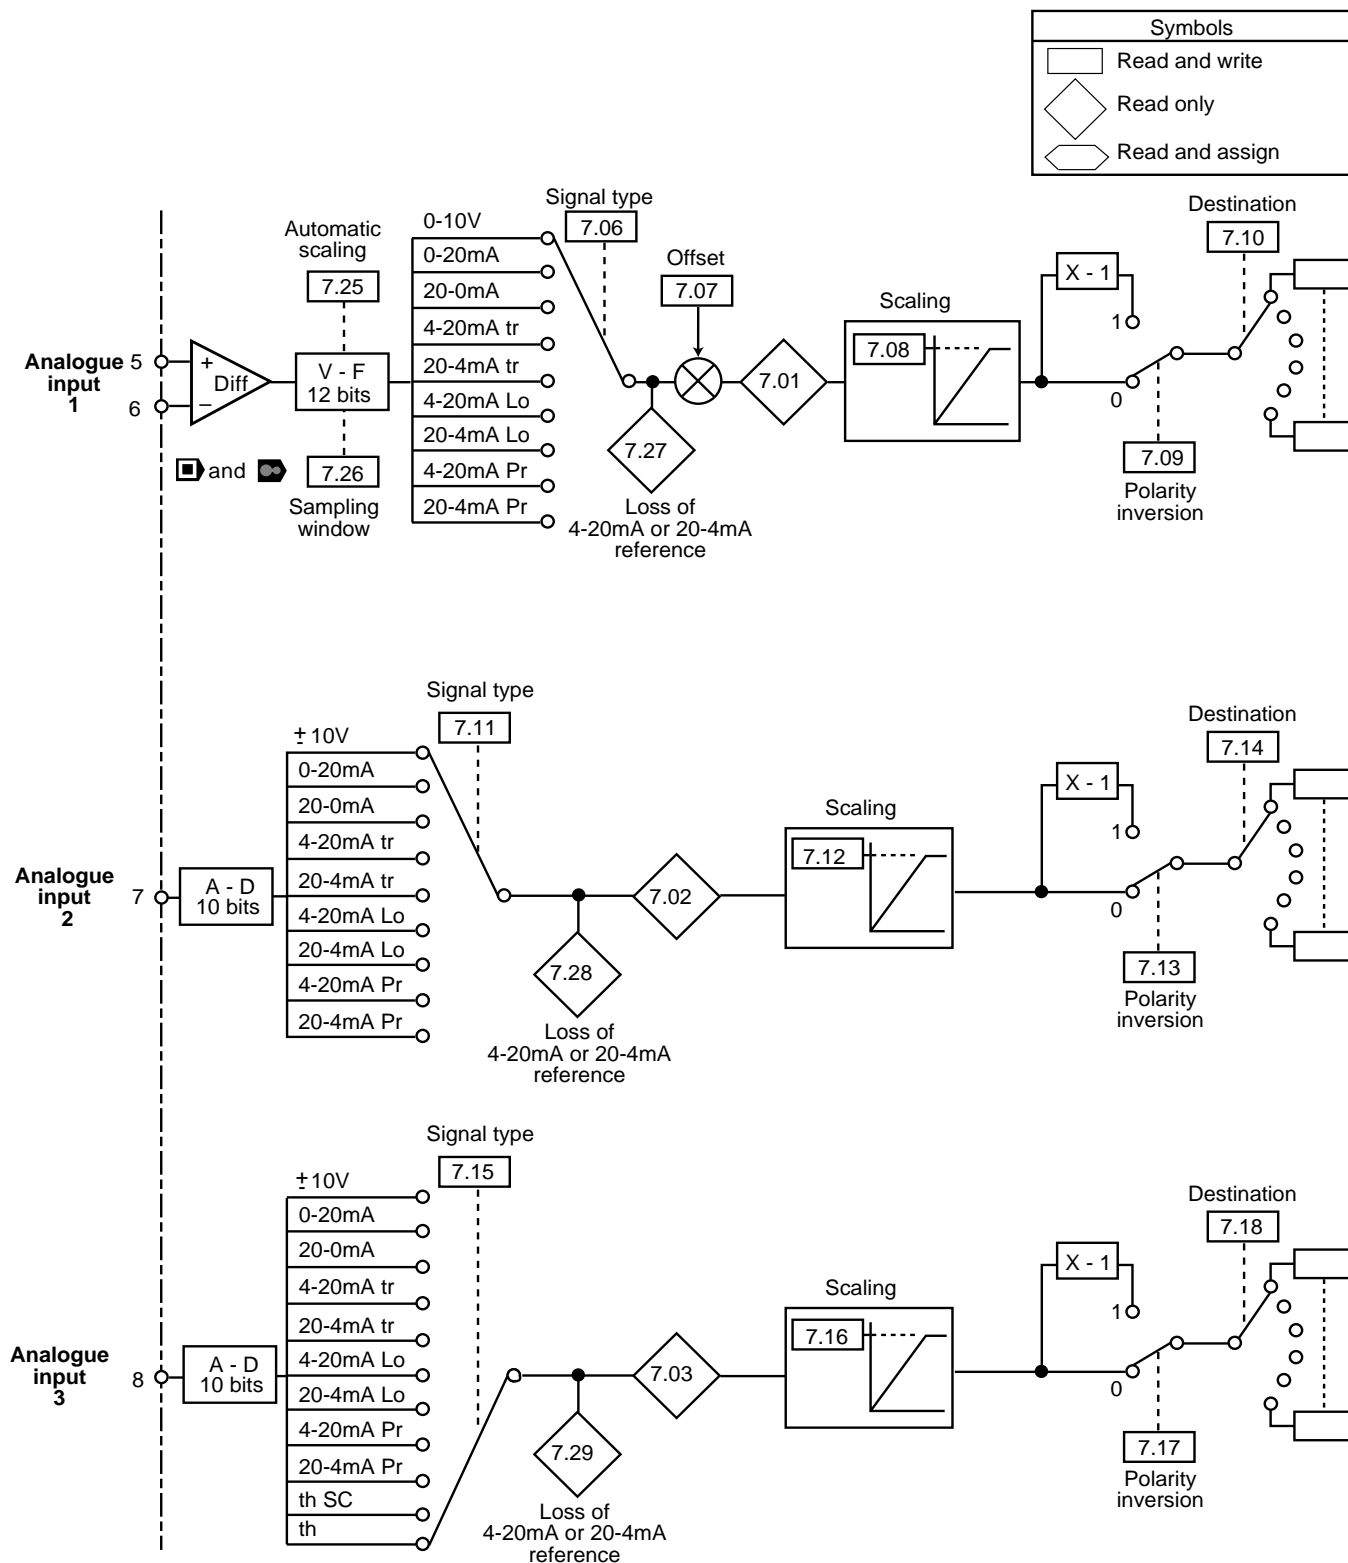 Symbols
Read and write
Read only
Read and assign
Signal type
7.06
Destination
7.10
Automatic
scaling
7.25
0-10V
0-20mA
20-0mA
4-20mA tr
20-4mA tr
4-20mA Lo
20-4mA Lo
4-20mA Pr
20-4mA Pr
Offset
7.07
Scaling
7.08
X - 1
1
0
Analogue
input
1
5
6
+
−
Diff
V - F
12 bits
7.01
7.27
Loss of
4-20mA or 20-4mA
reference
and
7.26
Sampling
window
7.09
Polarity
inversion
Signal type
7.11
Destination
7.14
± 10V
0-20mA
20-0mA
4-20mA tr
20-4mA tr
4-20mA Lo
20-4mA Lo
4-20mA Pr
20-4mA Pr
Scaling
7.12
X - 1
1
0
Analogue
input
2
7
A - D
10 bits
7.02
7.28
Loss of
4-20mA or 20-4mA
reference
7.13
Polarity
inversion
Signal type
7.15
Destination
7.18
±10V
0-20mA
20-0mA
4-20mA tr
20-4mA tr
4-20mA Lo
20-4mA Lo
4-20mA Pr
20-4mA Pr
th SC
th
Scaling
7.16
X - 1
1
0
Analogue
input
3
8
A - D
10 bits
7.03
7.29
Loss of
4-20mA or 20-4mA
reference
7.17
Polarity
inversion